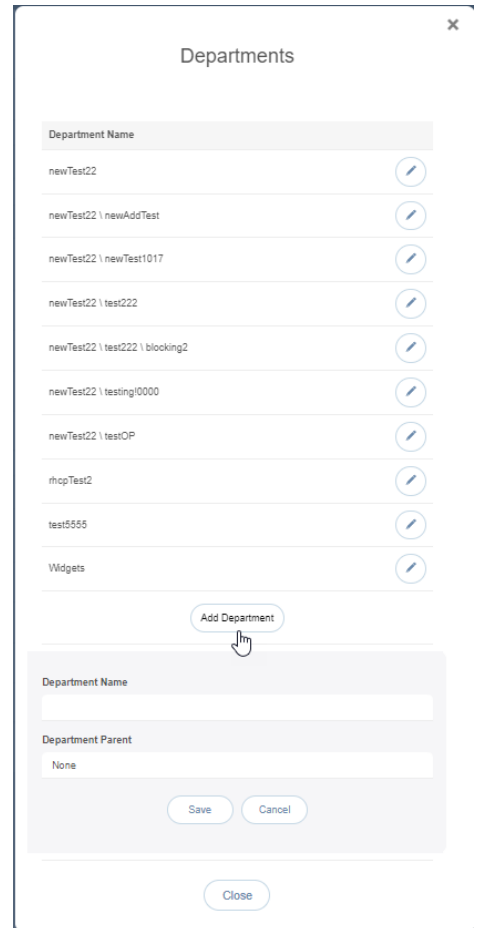 Departments
Department Name
newTest22
newTest22 \ newAddTest
newTest22 \ newTest1017
newTest22 \ test222
newTest22 \ test222 \ blocking2
newTest22 \ testing!0000
newTest22 \ testOP
rhcpTest2
test5555
Widgets
Add Department
Department Name
Department Parent
None
Save Cancel
Close